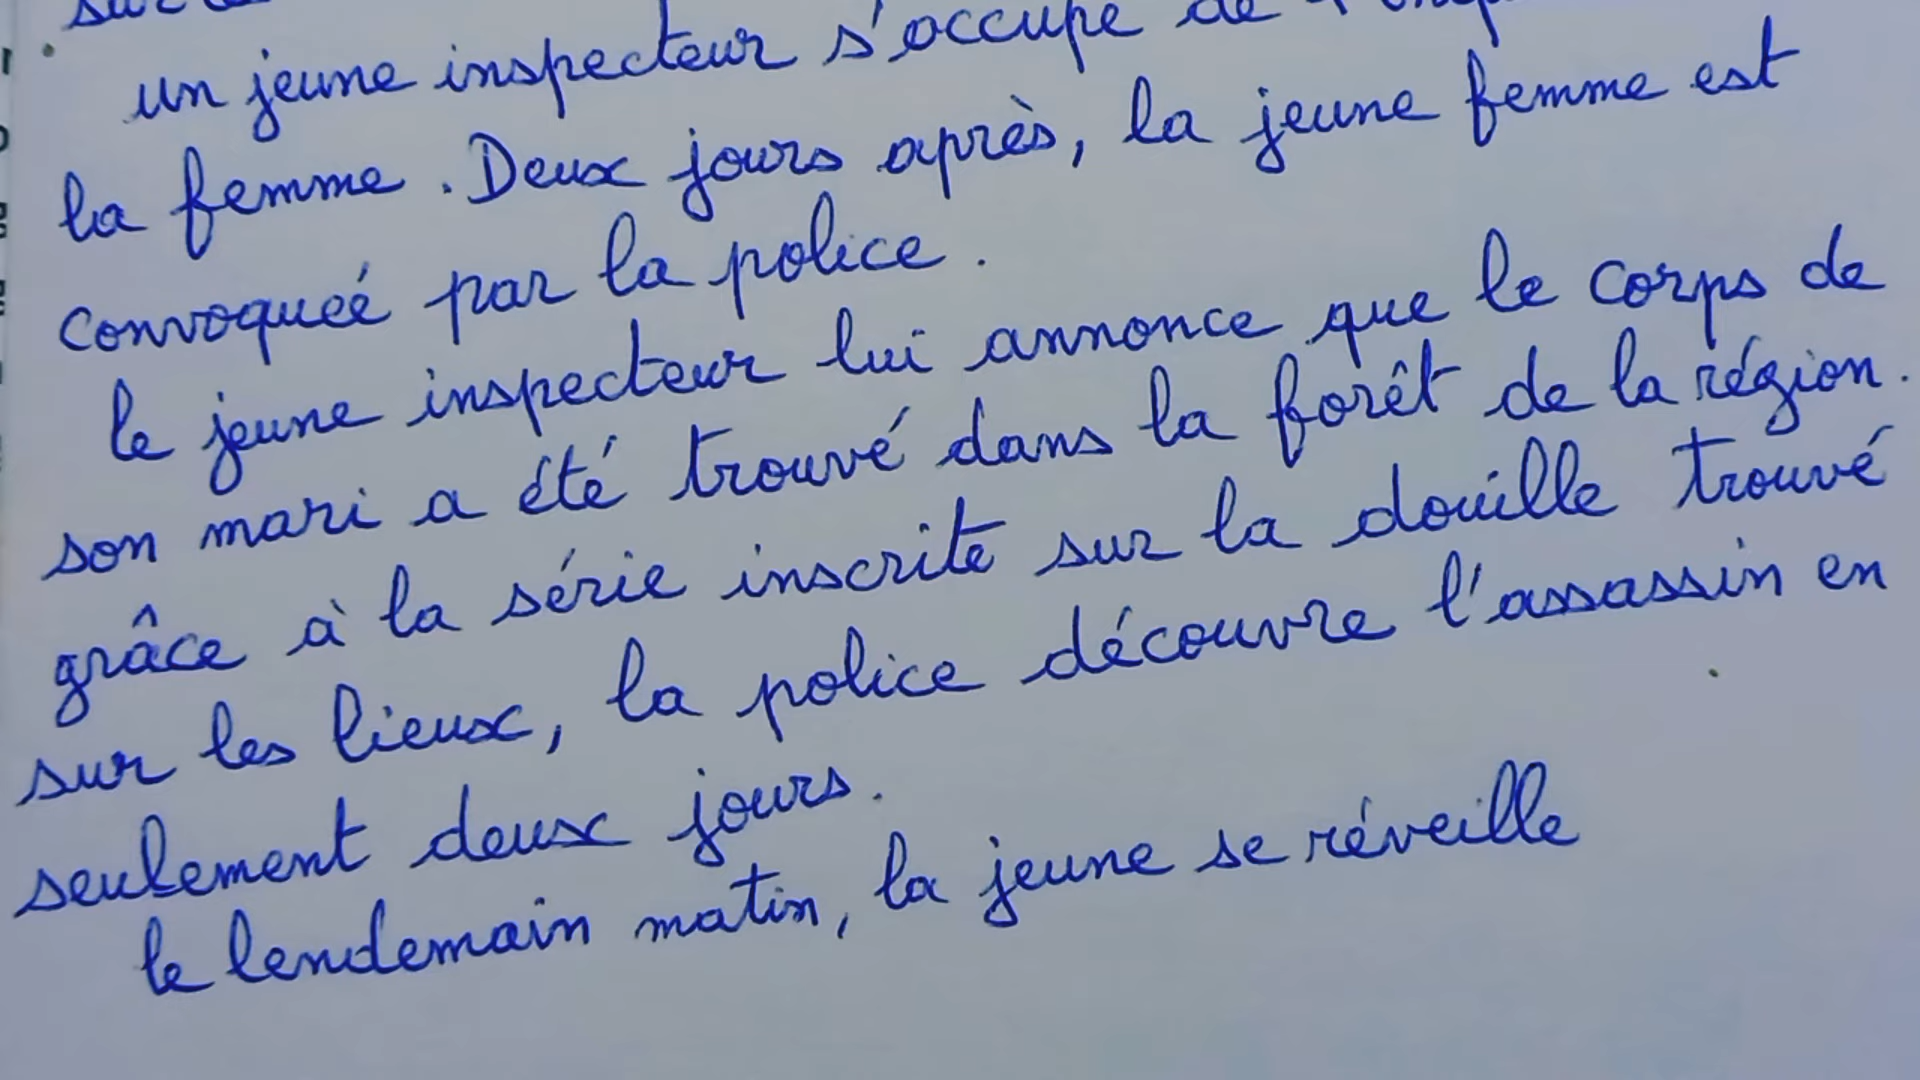 un jeune inspecteur s'occupe de
la femme. Deux jours après, la jeune femme est
convoqueé par la police.
le jeune inspecteur lui annonce que le corps de
son mari a été trouvé dans la forêt de la région.
grâce à la série inscrite sur la douille trouvé
sur les lieux, la police découvre l'assassin en
seulement deux jours.
le lendemain matin, la jeune se réveille